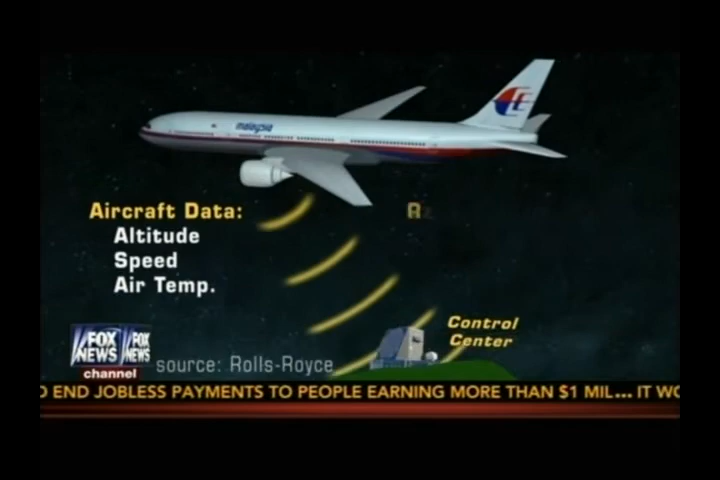 malaysia
Aircraft Data:
Altitude
Speed
Air Temp.
Control
Center
FOX
NEWS
FOX
NEWS
channel
source: Rolls-Royce
END JOBLESS PAYMENTS TO PEOPLE EARNING MORE THAN $1 MIL... IT